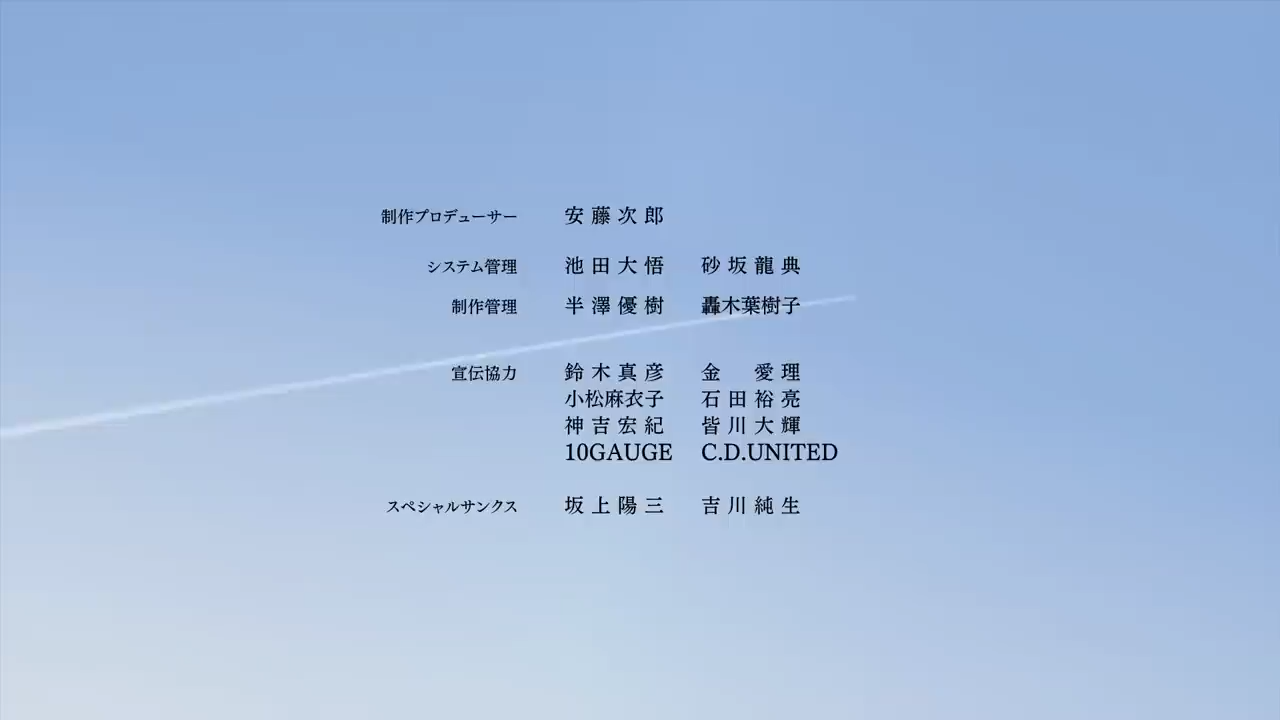 制作プロデューサー 安藤次郎
システム管理 池田大悟 砂坂龍典
制作管理 半澤優樹 轟木葉樹子
宣伝協力 鈴木真彦 金 愛理
小松麻衣子 石田裕亮
神吉宏紀 皆川大輝
10GAUGE C.D.UNITED
スペシャルサンクス 坂上陽三 吉川純生